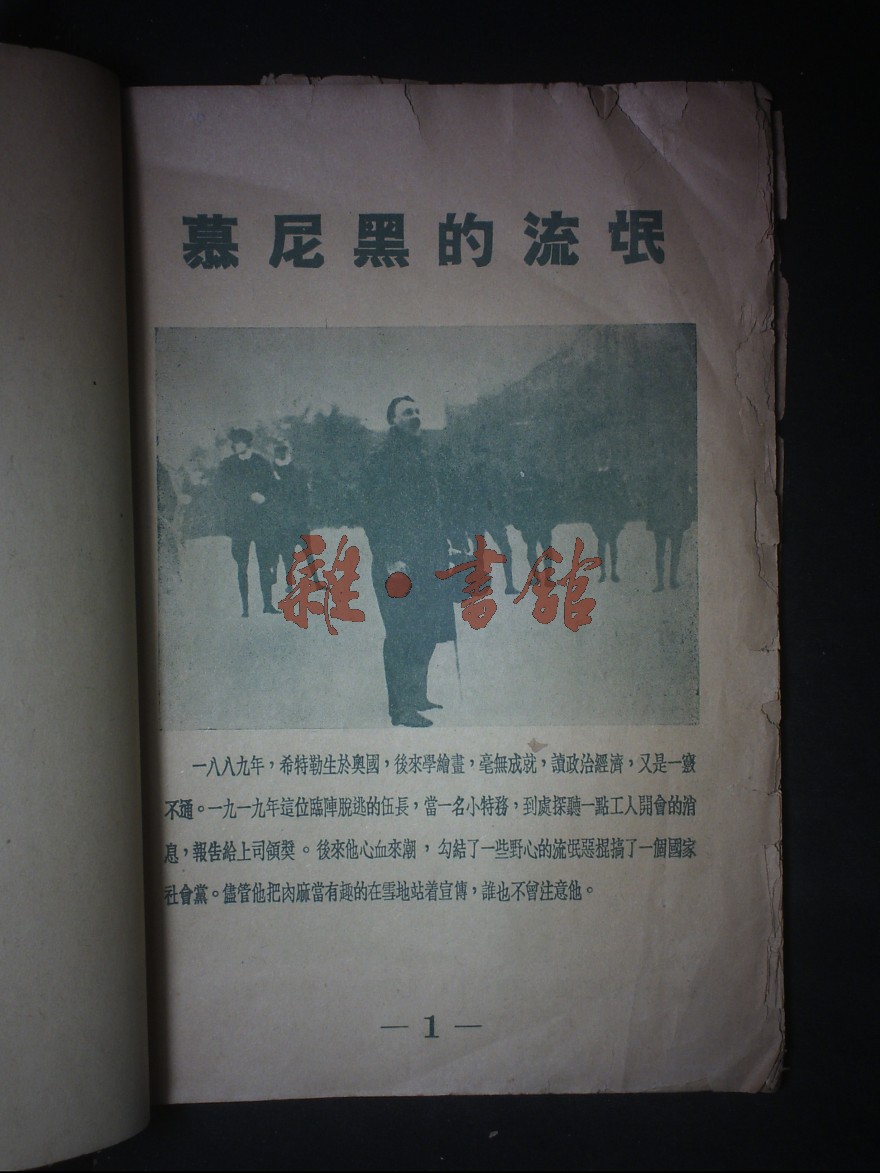 慕尼黑的流氓
雜·書館
一八八九年，希特勒生於奧國，後來學繪畫，毫無成就，讀政治經濟，又是一竅
不通。一九一九年這位臨陣脫逃的伍長，當一名小特務，到處探聽一點工人開會的消
息，報告給上司領獎。後來他心血來潮，勾結了一些野心的流氓惡掍搞了一個國家
社會黨。儘管他把肉麻當有趣的在雪地站着宣傳，誰也不曾注意他。
— 1 —